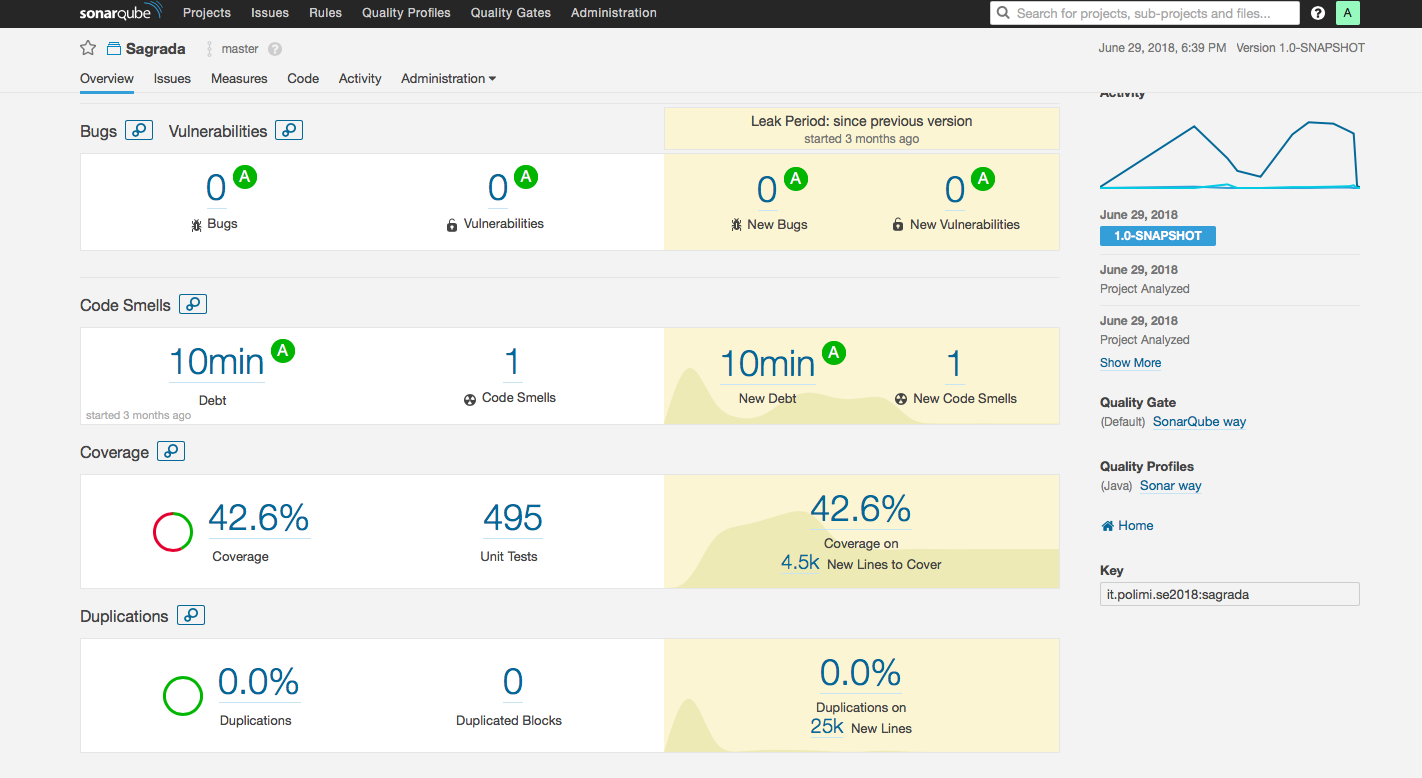 sonarqube Projects Issues Rules Quality Profiles Quality Gates Administration Search for projects, sub-projects and files... ? A
Sagrada master ? June 29, 2018, 6:39 PM Version 1.0-SNAPSHOT
Overview Issues Measures Code Activity Administration
Bugs Vulnerabilities
Leak Period: since previous version
started 3 months ago
0 A 0 A 0 A 0 A
Bugs Vulnerabilities New Bugs New Vulnerabilities
Code Smells
10min A 1 10min A 1
Debt Code Smells New Debt New Code Smells
started 3 months ago
Coverage
42.6% 495 42.6%
Coverage Unit Tests Coverage on
4.5k New Lines to Cover
Duplications
0.0% 0 0.0%
Duplications Duplicated Blocks Duplications on
25k New Lines
Activity
June 29, 2018
1.0-SNAPSHOT
June 29, 2018
Project Analyzed
June 29, 2018
Project Analyzed
Show More
Quality Gate
(Default) SonarQube way
Quality Profiles
(Java) Sonar way
Home
Key
it.polimi.se2018:sagrada